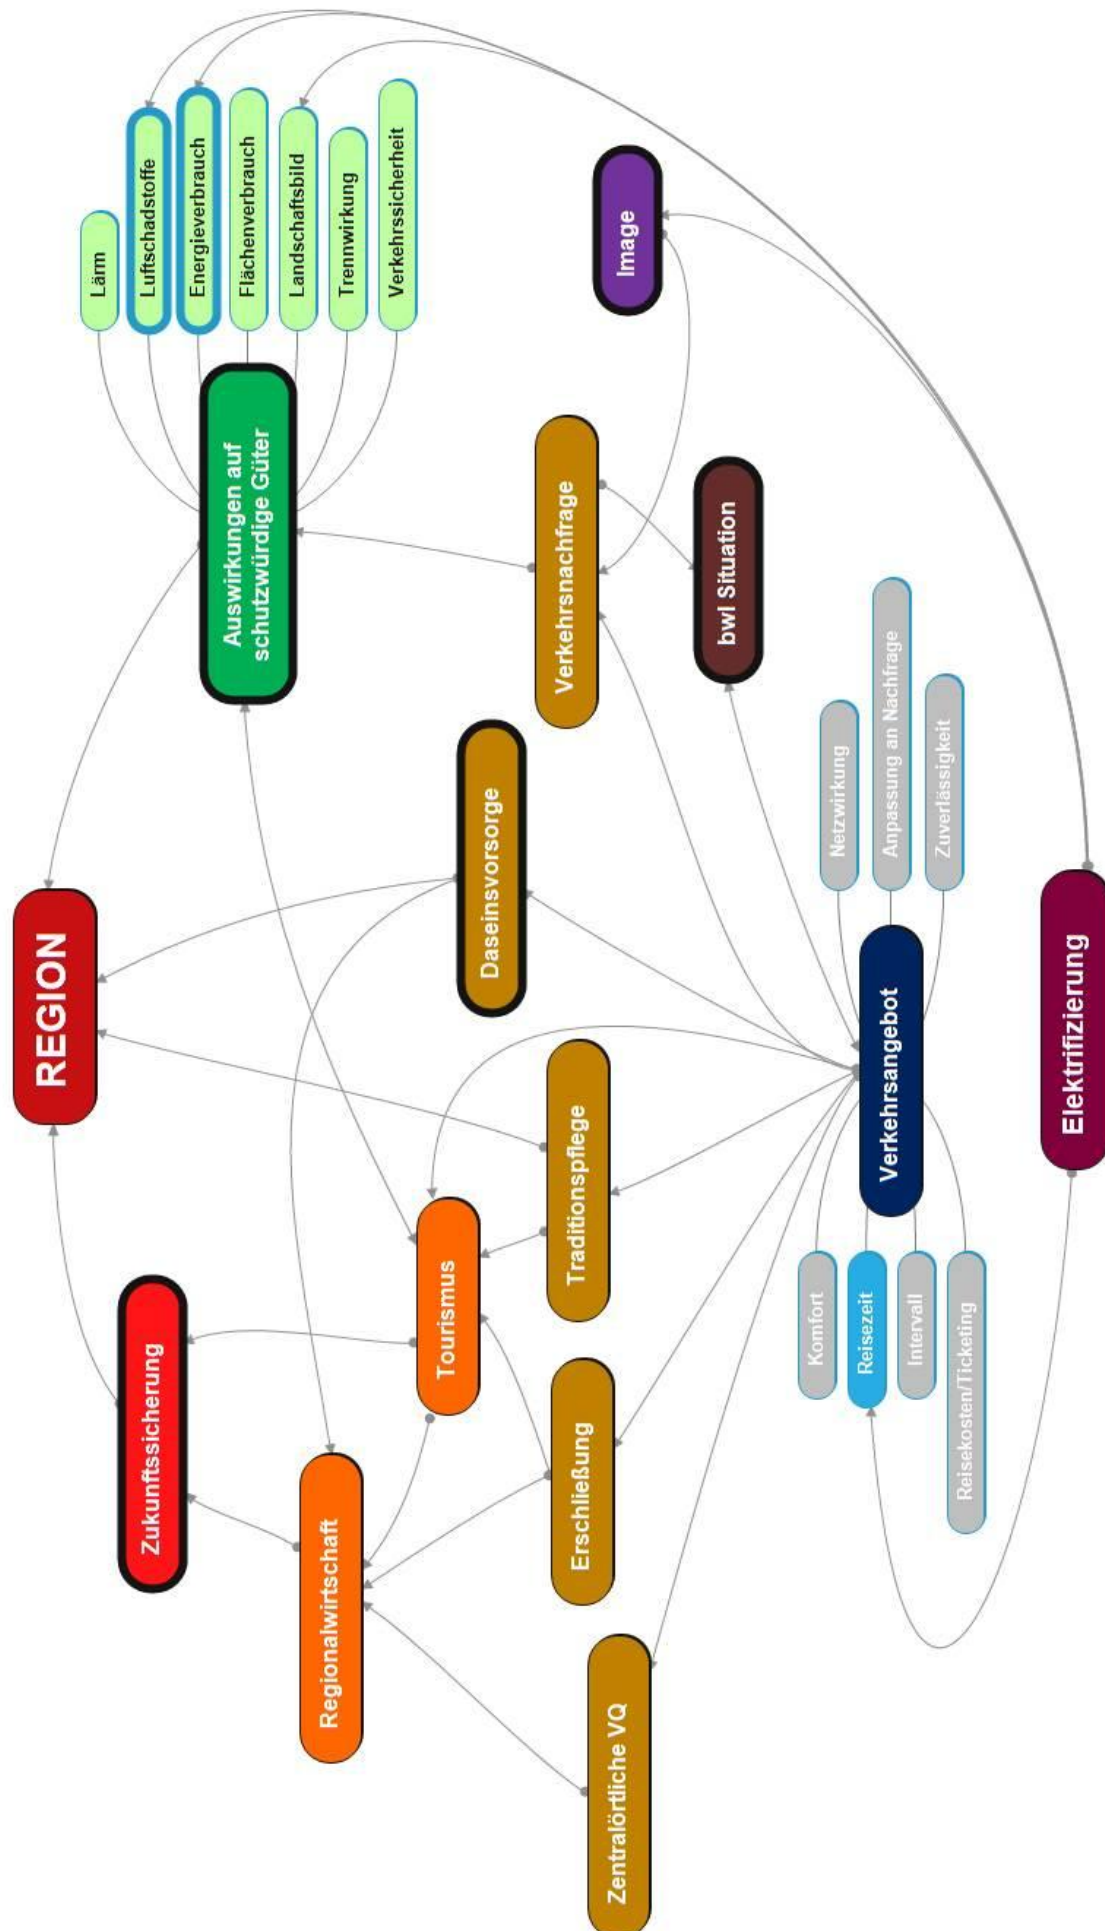 REGION
Zukunftssicherung
Auswirkungen auf
schutzwürdige Güter
Lärm
Luftschadstoffe
Energieverbrauch
Flächenverbrauch
Landschaftsbild
Trennwirkung
Verkehrssicherheit
Regionalwirtschaft
Tourismus
Daseinsvorsorge
Zentralörtliche VQ
Erschließung
Traditionspflege
Verkehrsnachfrage
Image
bwl Situation
Komfort
Reisezeit
Intervall
Reisekosten/Ticketing
Verkehrsangebot
Netzwirkung
Anpassung an Nachfrage
Zuverlässigkeit
Elektrifizierung